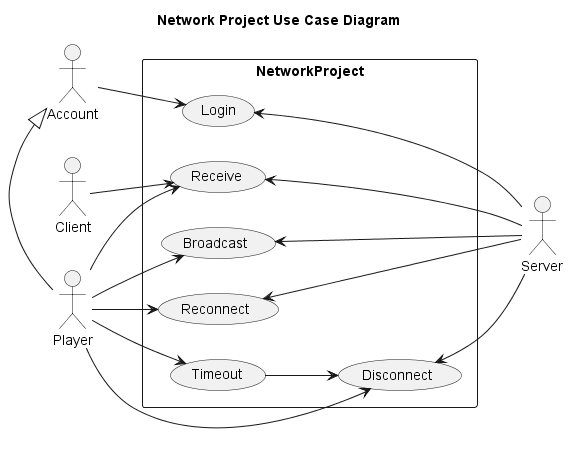 Network Project Use Case Diagram
NetworkProject
Account
Login
Client
Receive
Broadcast
Server
Player
Reconnect
Timeout
Disconnect